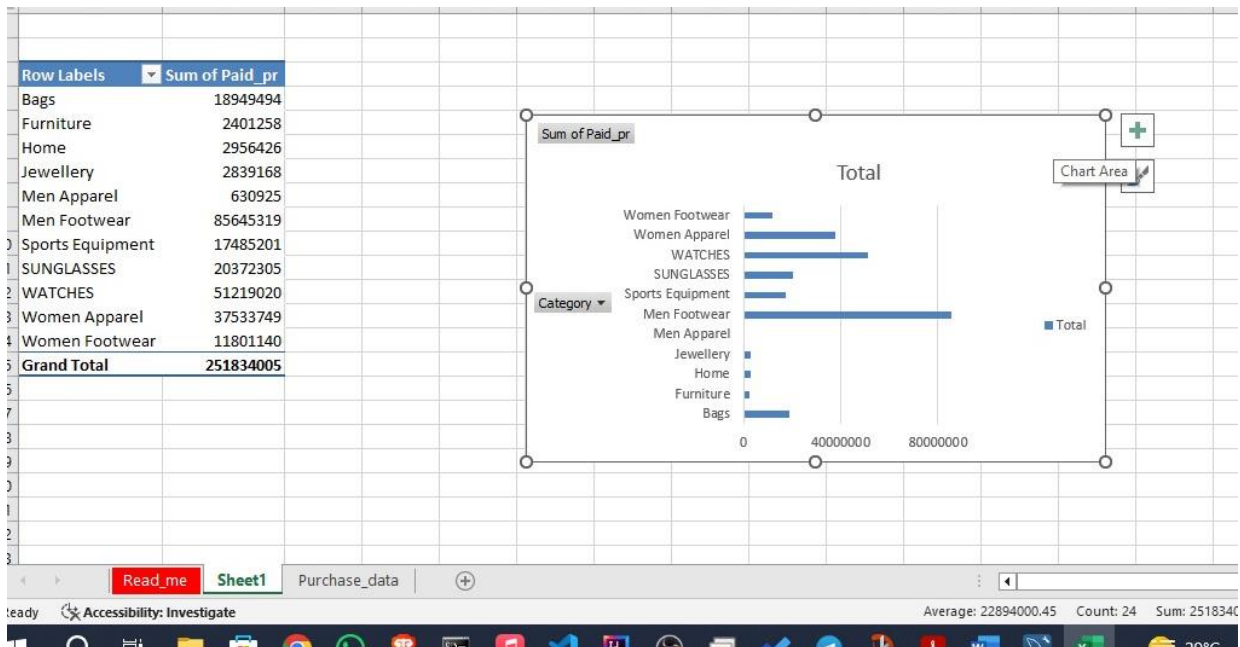 Row Labels Sum of Paid_pr
Bags 18949494
Furniture 2401258
Home 2956426
Jewellery 2839168
Men Apparel 630925
Men Footwear 85645319
Sports Equipment 17485201
SUNGLASSES 20372305
WATCHES 51219020
Women Apparel 37533749
Women Footwear 11801140
Grand Total 251834005
Sum of Paid_pr
Total
Chart Area
Women Footwear
Women Apparel
WATCHES
SUNGLASSES
Sports Equipment
Men Footwear
Men Apparel
Jewellery
Home
Furniture
Bags
Category
Total
0 40000000 80000000
Read_me Sheet1 Purchase_data
Accessibility: Investigate Average: 22894000.45 Count: 24 Sum: 2518340